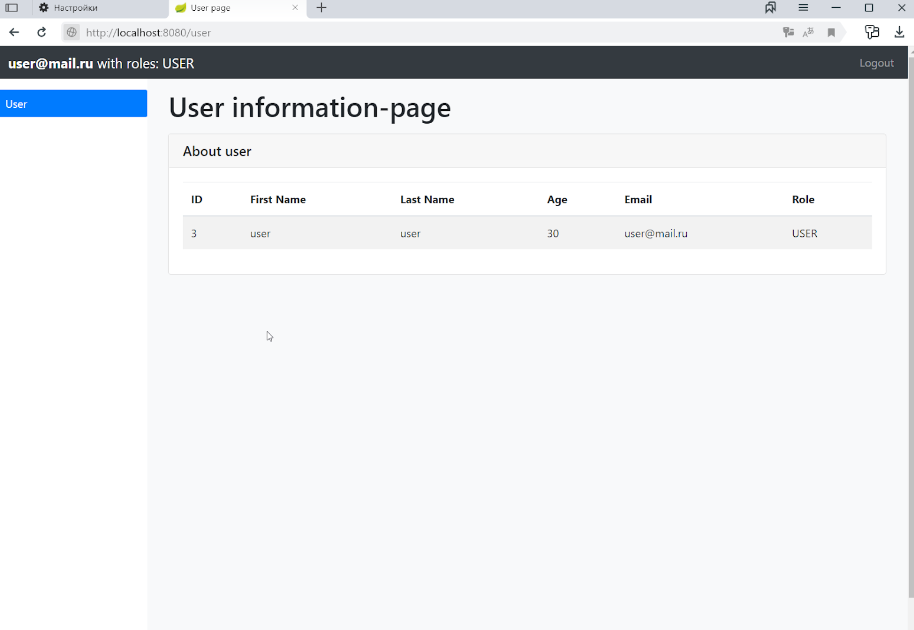 Настройки
User page
http://localhost:8080/user
user@mail.ru with roles: USER
Logout
User
User information-page
About user
ID First Name Last Name Age Email Role
3 user user 30 user@mail.ru USER